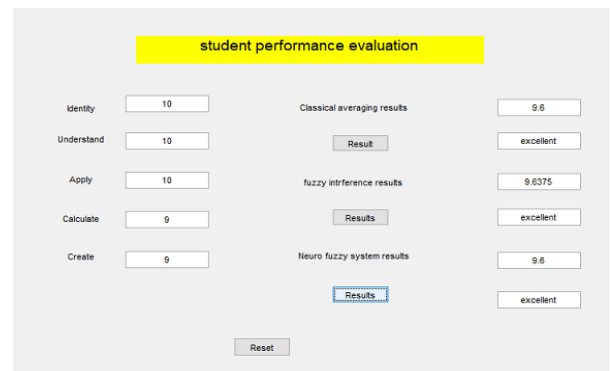 student performance evaluation
Identity 10 Classical averaging results 9.6
Understand 10 Result excellent
Apply 10 fuzzy intrference results 9.6375
Calculate 9 Results excellent
Create 9 Neuro fuzzy system results 9.6
Results excellent
Reset